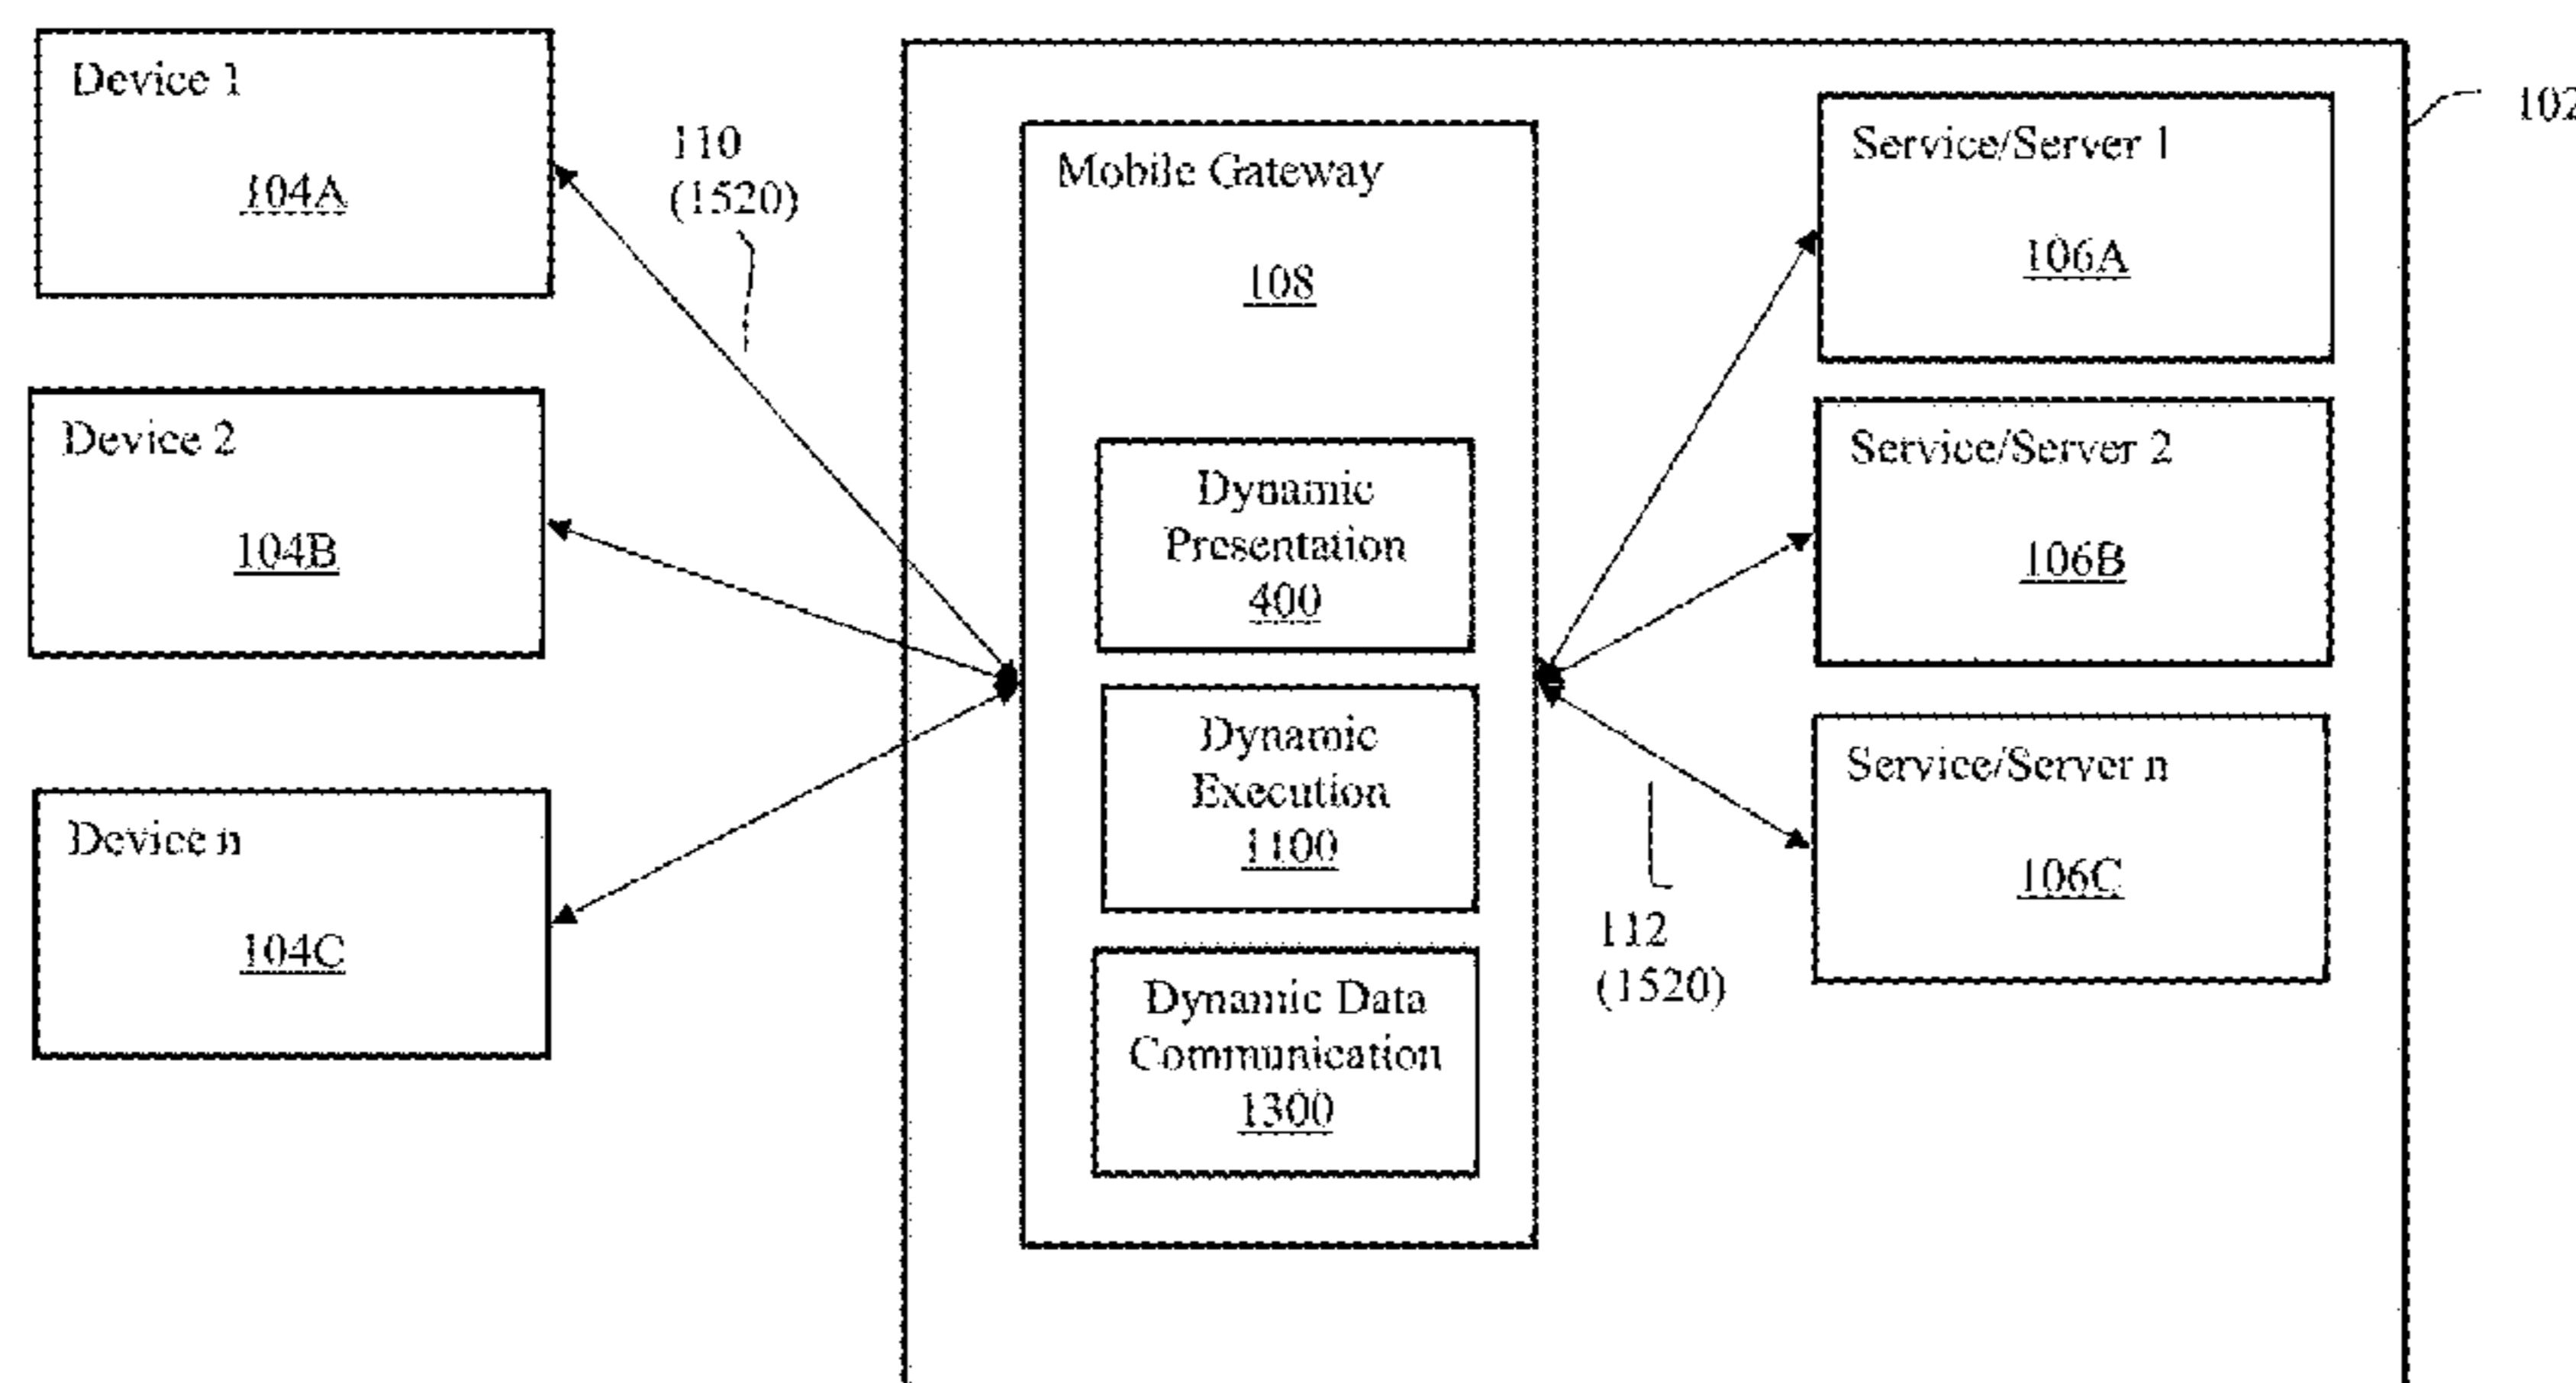 Device 1
104A
Device 2
104B
Device n
104C
110
(1520)
Mobile Gateway
108
Dynamic
Presentation
400
Dynamic
Execution
1100
Dynamic Data
Communication
1300
112
(1520)
Service/Server 1
106A
Service/Server 2
106B
Service/Server n
106C
102